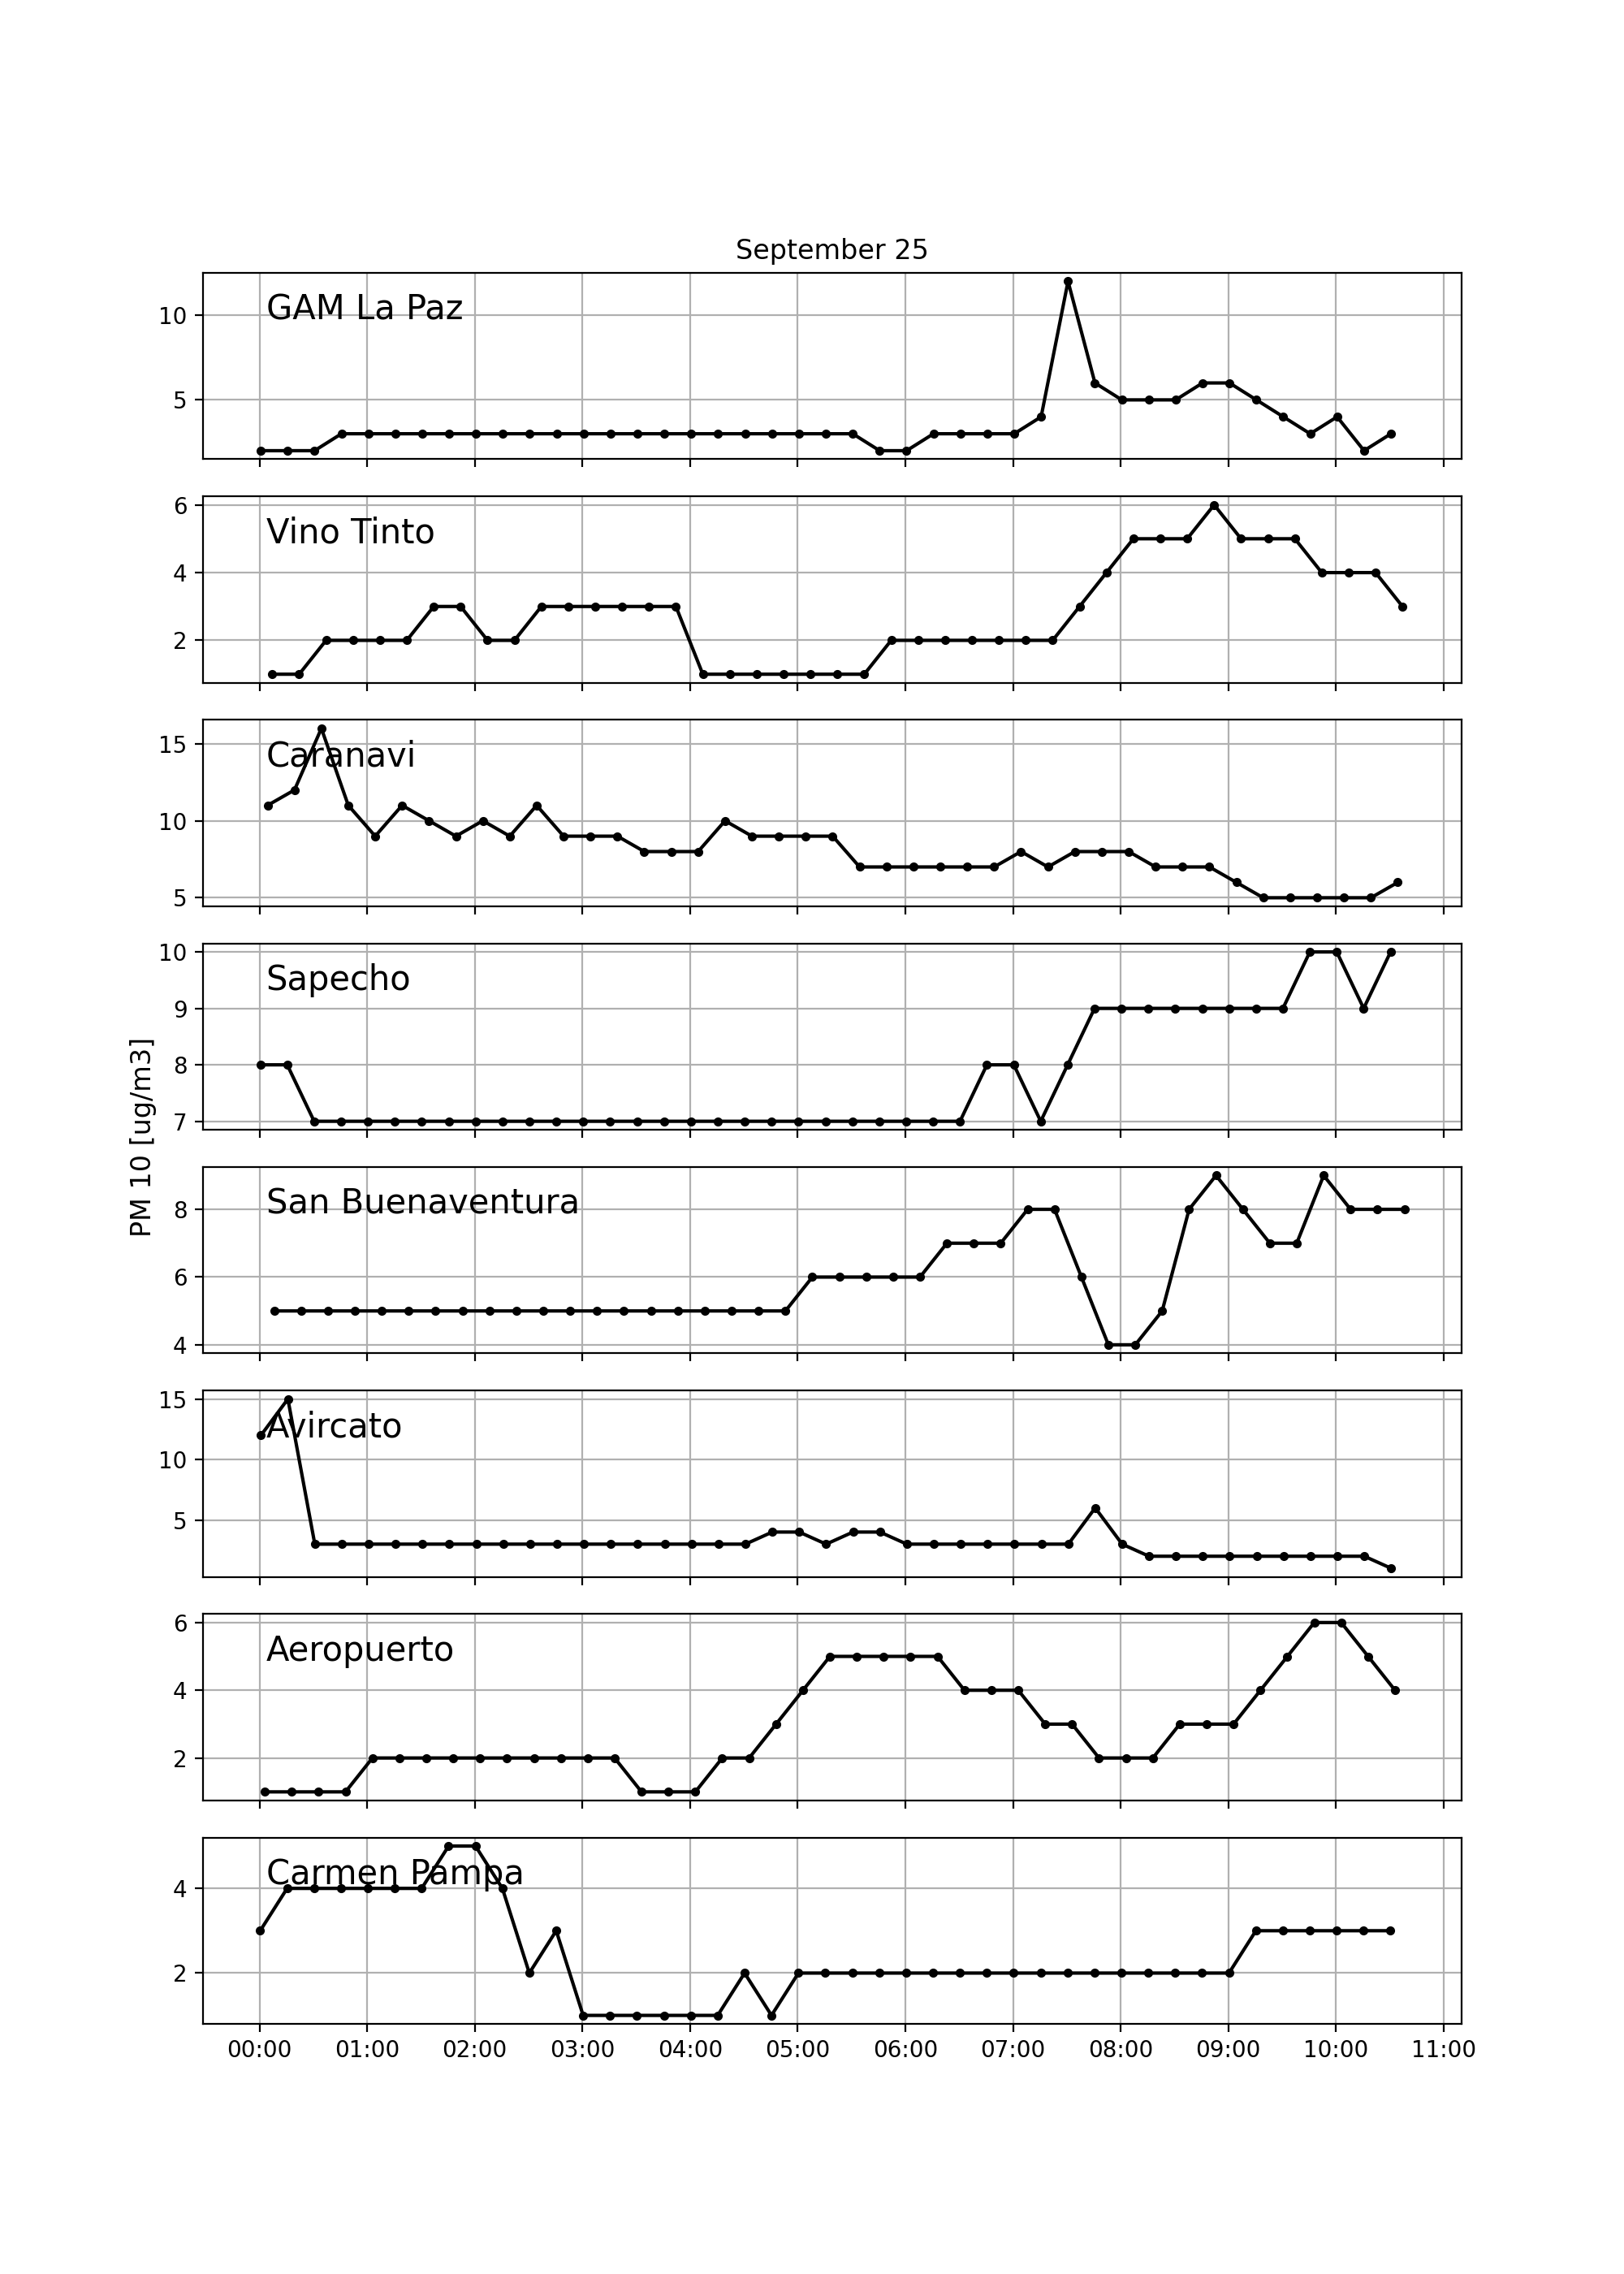 September 25
GAM La Paz
10
5
Vino Tinto
6
4
2
Caranavi
15
10
5
Sapecho
10
9
8
7
PM 10 [ug/m3]
San Buenaventura
8
6
4
Avircato
15
10
5
Aeropuerto
6
4
2
Carmen Pampa
4
2
00:00 01:00 02:00 03:00 04:00 05:00 06:00 07:00 08:00 09:00 10:00 11:00